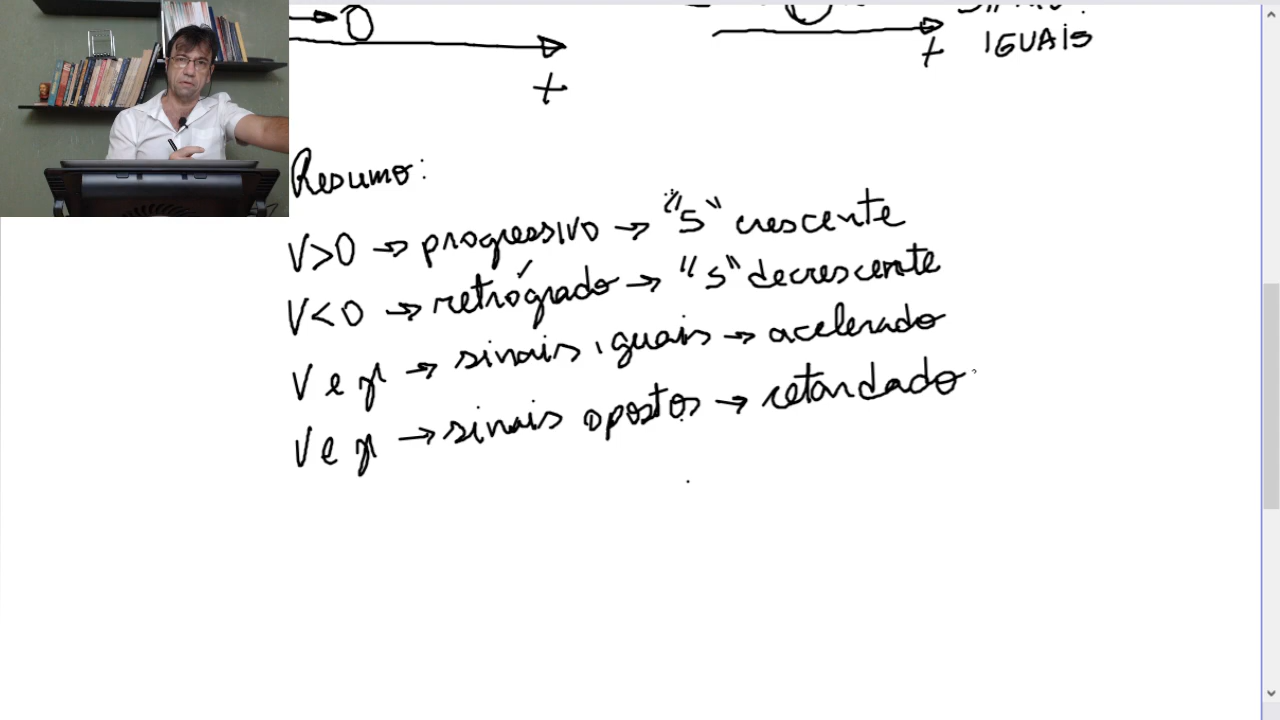 +
+
IGUAIS
Resumo:
V>0 → progressivo → "S" crescente
V<0 → retrógrado → "S" decrescente
V e γ → sinais iguais → acelerado
V e γ → sinais opostos → retardado